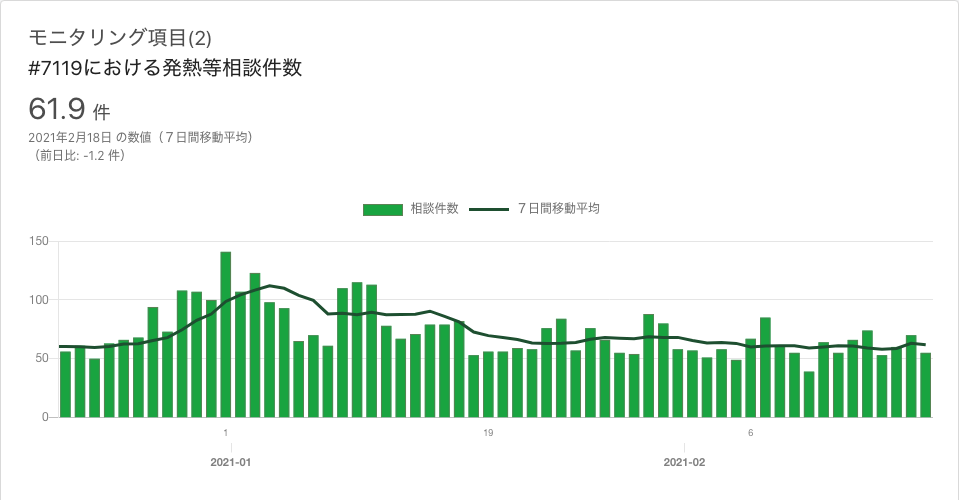 モニタリング項目(2)
#7119における発熱等相談件数
61.9 件
2021年2月18日 の数値（７日間移動平均）
（前日比: -1.2 件）
相談件数 ７日間移動平均
150
100
50
0
1 19 6
2021-01 2021-02